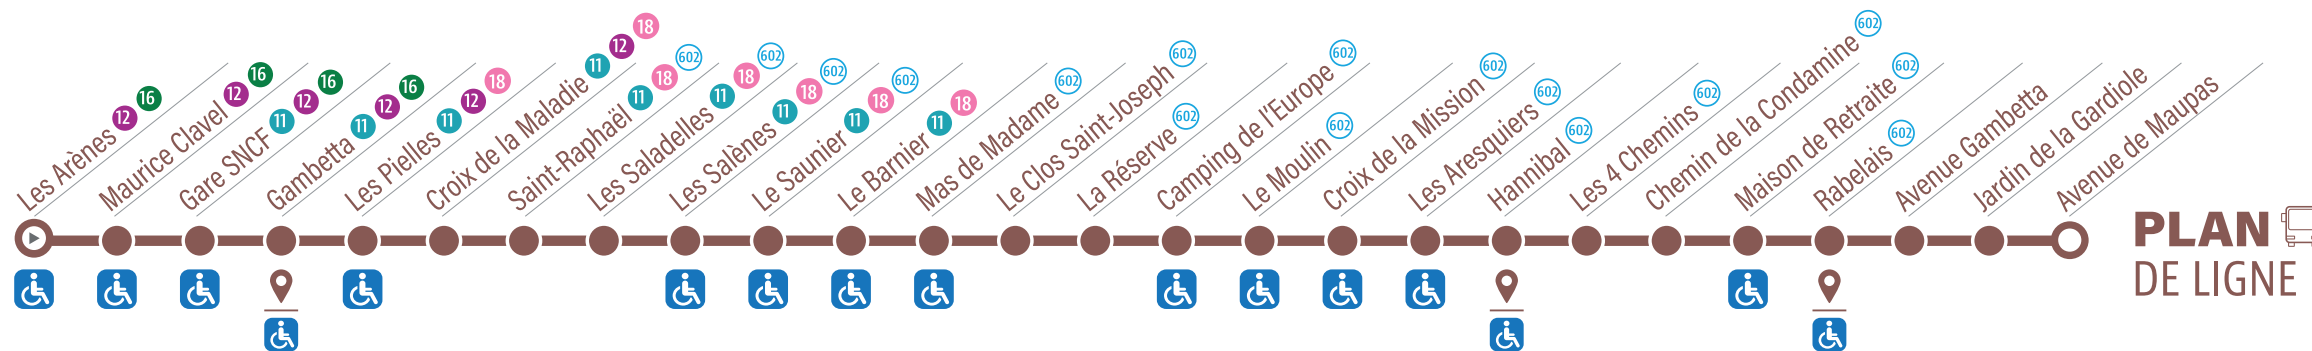 Les Arènes 12 16
Maurice Clavel 12 16
Gare SNCF 11 12 16
Gambetta 11 12 16
Les Pielles 11 12 18
Croix de la Maladie 11 12 18
Saint-Raphaël 11 18 602
Les Saladelles 11 18 602
Les Salènes 11 18 602
Le Saunier 11 18 602
Le Barnier 11 18
Mas de Madame 602
Le Clos Saint-Joseph 602
La Réserve 602
Camping de l'Europe 602
Le Moulin 602
Croix de la Mission 602
Les Aresquiers 602
Hannibal 602
Les 4 Chemins 602
Chemin de la Condamine 602
Maison de Retraite 602
Rabelais 602
Avenue Gambetta
Jardin de la Gardiole
Avenue de Maupas
PLAN
DE LIGNE